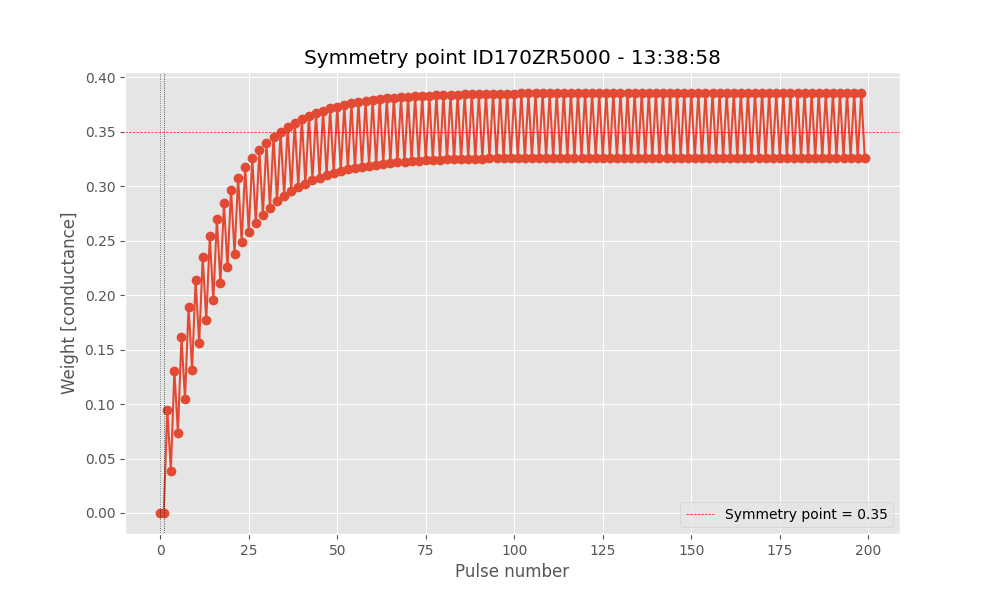 Symmetry point ID170ZR5000 - 13:38:58
0.40
0.35
0.30
0.25
0.20
0.15
0.10
0.05
0.00
Weight [conductance]
Symmetry point = 0.35
0 25 50 75 100 125 150 175 200
Pulse number